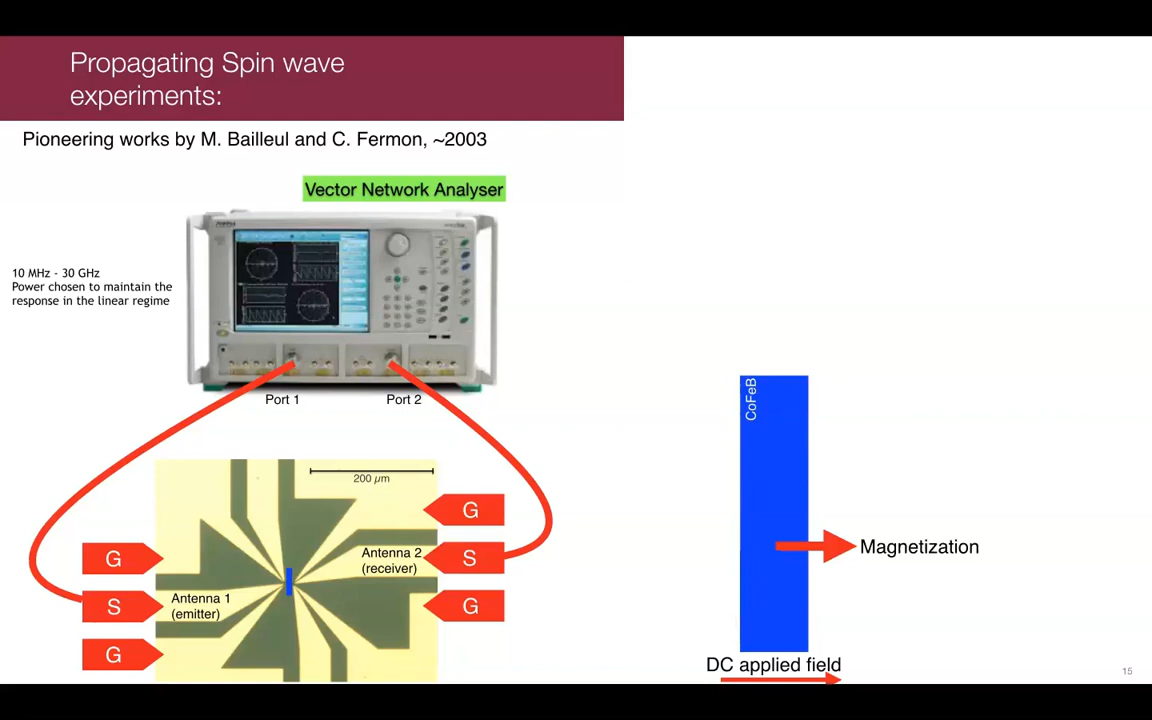 Propagating Spin wave
experiments:
Pioneering works by M. Bailleul and C. Fermon, ~2003
Vector Network Analyser
10 MHz - 30 GHz
Power chosen to maintain the
response in the linear regime
Port 1
Port 2
200 µm
G
S
G
Antenna 1
(emitter)
Antenna 2
(receiver)
G
S
G
CoFeB
Magnetization
DC applied field
15